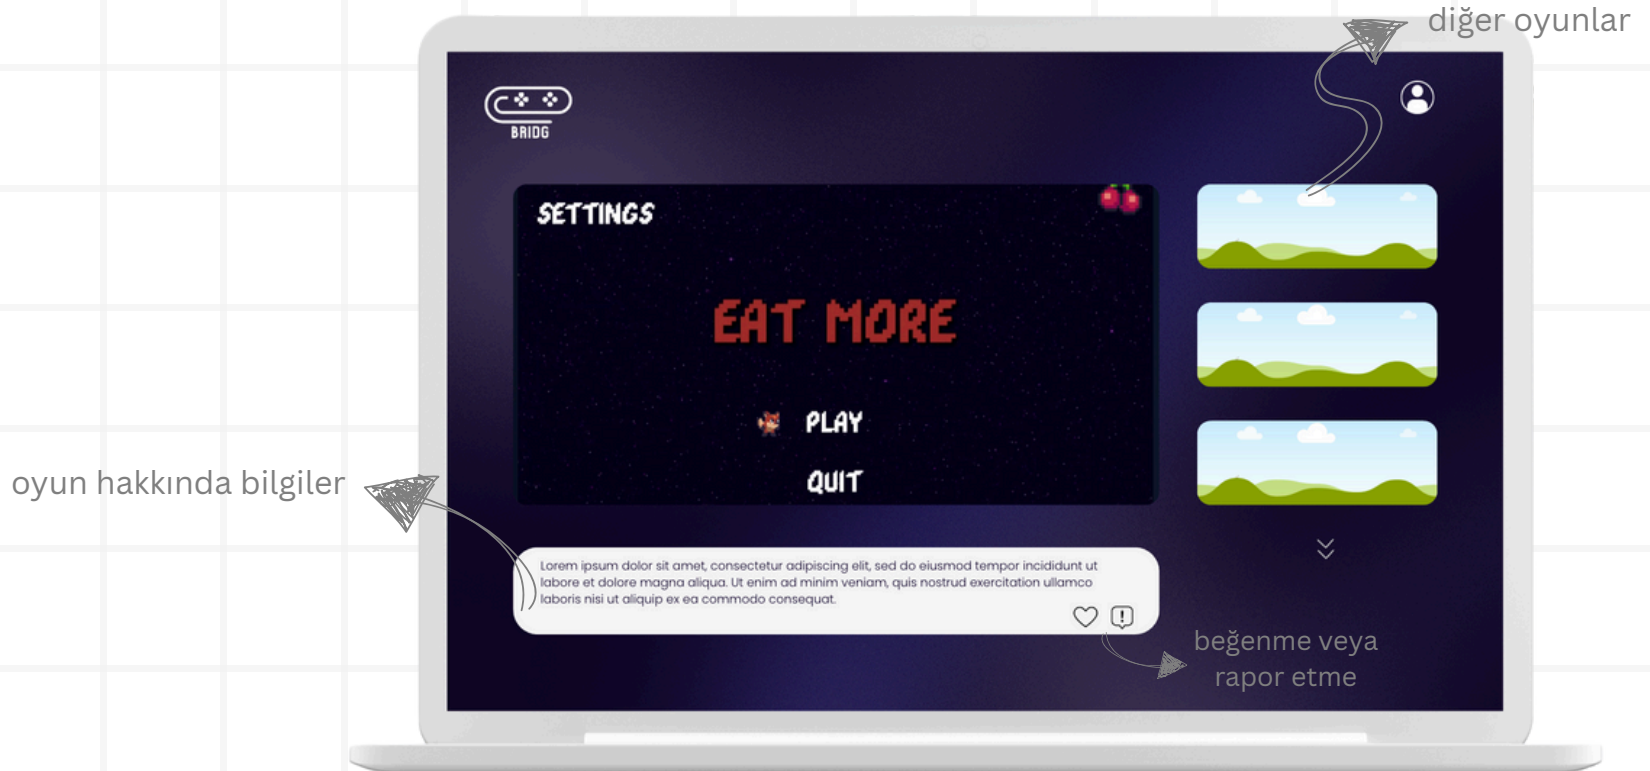 diğer oyunlar
BRIDG
SETTINGS
EAT MORE
PLAY
QUIT
oyun hakkında bilgiler
Lorem ipsum dolor sit amet, consectetur adipiscing elit, sed do eiusmod tempor incididunt ut
labore et dolore magna aliqua. Ut enim ad minim veniam, quis nostrud exercitation ullamco
laboris nisi ut aliquip ex ea commodo consequat.
beğenme veya
rapor etme